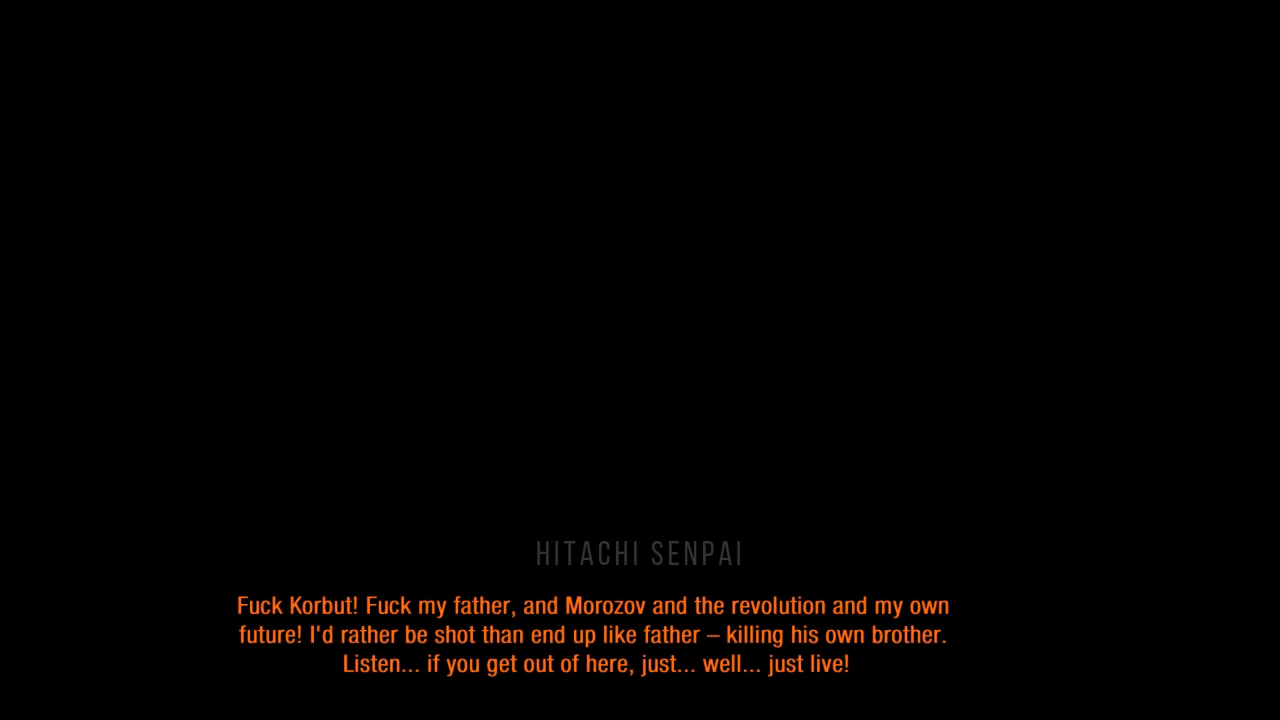 HITACHI SENPAI
Fuck Korbut! Fuck my father, and Morozov and the revolution and my own
future! I'd rather be shot than end up like father – killing his own brother.
Listen... if you get out of here, just... well... just live!